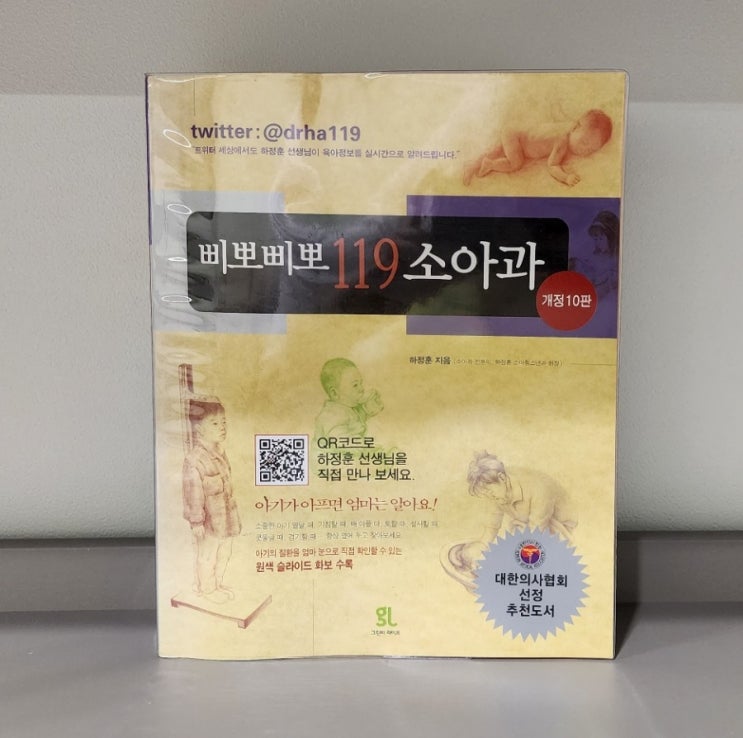 twitter:@drha119
"트위터 세상에서도 하정훈 선생님이 육아정보를 실시간으로 알려드립니다."
삐뽀삐뽀 119 소아과
개정10판
하정훈 지음
QR코드로
하정훈 선생님을
직접 만나 보세요.
아기가 아프면 엄마는 알아요!
아기의 질환을 엄마 눈으로 직접 확인할 수 있는
원색 슬라이드 화보 수록
대한의사협회
선정
추천도서
gL